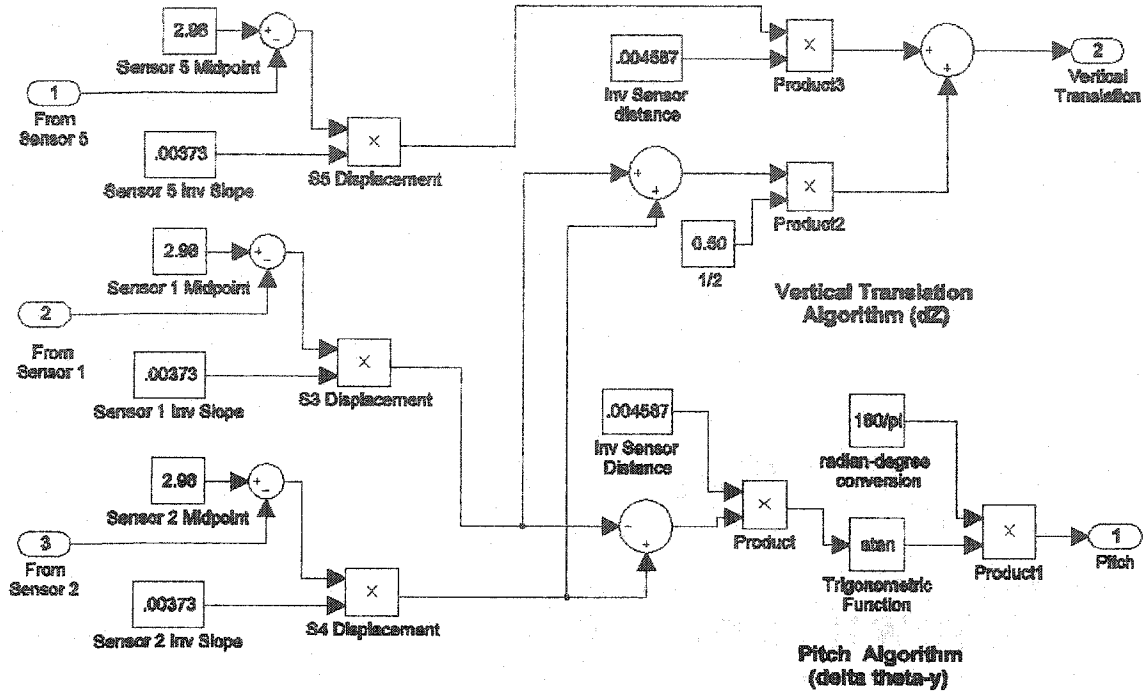 2.98
Sensor 5 Midpoint
1
From
Sensor 5
.00373
Sensor 5 Inv Slope
×
S5 Displacement
.004587
Inv Sensor
distance
×
Product3
2
Vertical
Translation
×
Product2
0.50
1/2
Vertical Translation
Algorithm (dZ)
2.98
Sensor 1 Midpoint
2
From
Sensor 1
.00373
Sensor 1 Inv Slope
×
S3 Displacement
.004587
Inv Sensor
Distance
180/pi
radian-degree
conversion
2.98
Sensor 2 Midpoint
3
From
Sensor 2
.00373
Sensor 2 Inv Slope
×
S4 Displacement
×
Product
atan
Trigonometric
Function
×
Product1
1
Pitch
Pitch Algorithm
(delta theta-y)